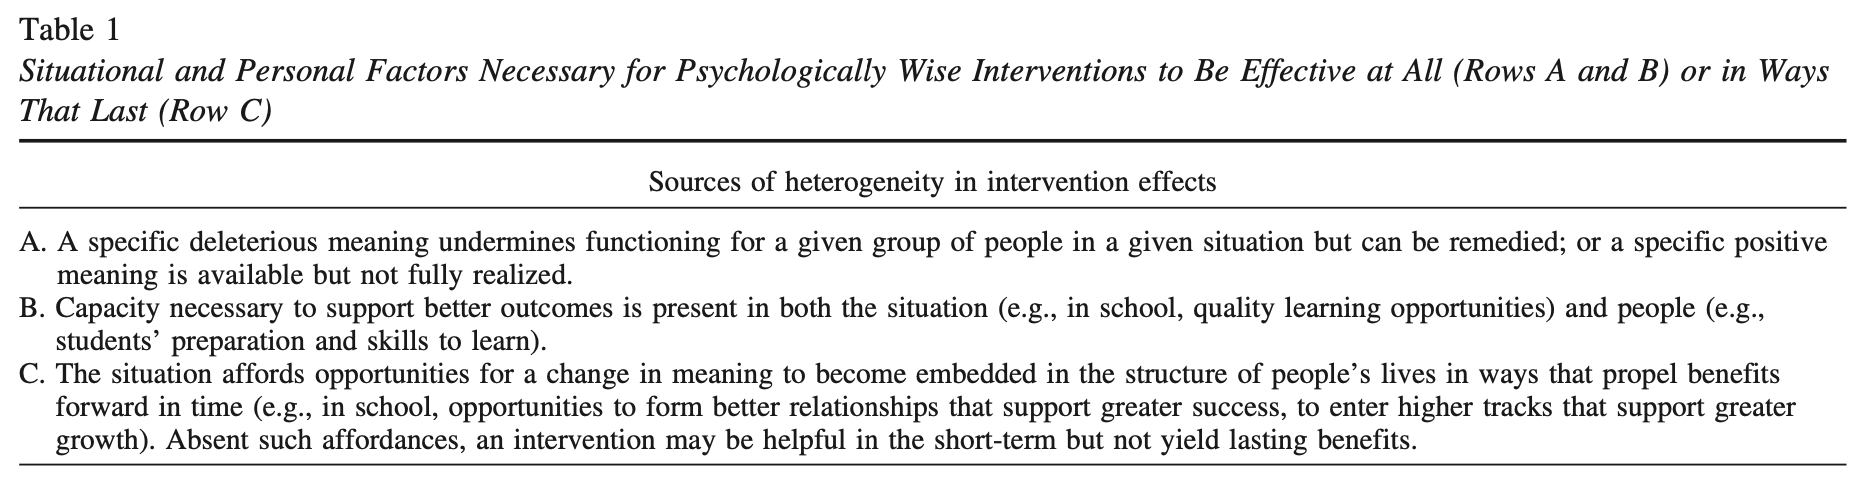 Table 1
Situational and Personal Factors Necessary for Psychologically Wise Interventions to Be Effective at All (Rows A and B) or in Ways
That Last (Row C)
Sources of heterogeneity in intervention effects
A. A specific deleterious meaning undermines functioning for a given group of people in a given situation but can be remedied; or a specific positive
meaning is available but not fully realized.
B. Capacity necessary to support better outcomes is present in both the situation (e.g., in school, quality learning opportunities) and people (e.g.,
students’ preparation and skills to learn).
C. The situation affords opportunities for a change in meaning to become embedded in the structure of people’s lives in ways that propel benefits
forward in time (e.g., in school, opportunities to form better relationships that support greater success, to enter higher tracks that support greater
growth). Absent such affordances, an intervention may be helpful in the short-term but not yield lasting benefits.